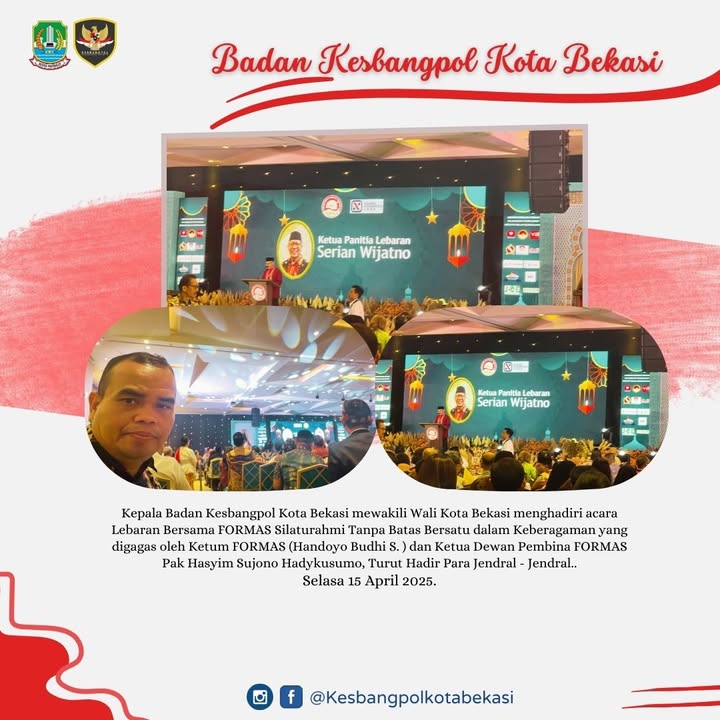 Badan Kesbangpol Kota Bekasi
Ketua Panitia Lebaran
Serian Wijatno
Ketua Panitia Lebaran
Serian Wijatno
Kepala Badan Kesbangpol Kota Bekasi mewakili Wali Kota Bekasi menghadiri acara
Lebaran Bersama FORMAS Silaturahmi Tanpa Batas Bersatu dalam Keberagaman yang
digagas oleh Ketum FORMAS (Handoyo Budhi S. ) dan Ketua Dewan Pembina FORMAS
Pak Hasyim Sujono Hadykusumo, Turut Hadir Para Jendral - Jendral..
Selasa 15 April 2025.
@Kesbangpolkotabekasi